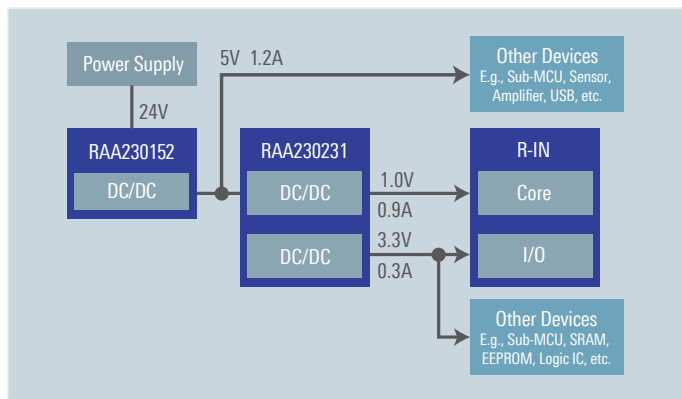 Power Supply
24V
RAA230152
DC/DC
5V 1.2A
Other Devices
E.g., Sub-MCU, Sensor,
Amplifier, USB, etc.
RAA230231
DC/DC
DC/DC
1.0V
0.9A
3.3V
0.3A
R-IN
Core
I/O
Other Devices
E.g., Sub-MCU, SRAM,
EEPROM, Logic IC, etc.